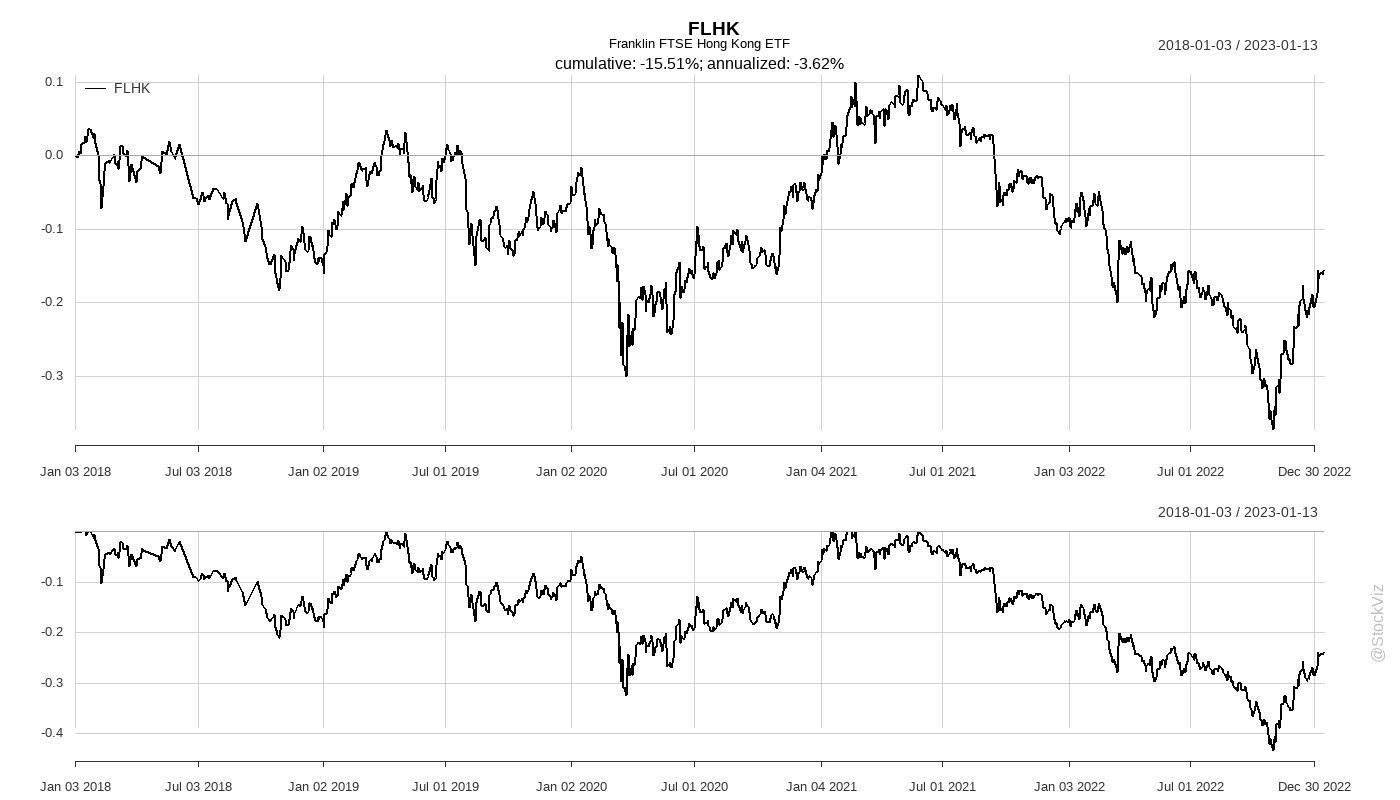 FLHK
Franklin FTSE Hong Kong ETF
2018-01-03 / 2023-01-13
cumulative: -15.51%; annualized: -3.62%
FLHK
0.1
0.0
-0.1
-0.2
-0.3
Jan 03 2018 Jul 03 2018 Jan 02 2019 Jul 01 2019 Jan 02 2020 Jul 01 2020 Jan 04 2021 Jul 01 2021 Jan 03 2022 Jul 01 2022 Dec 30 2022
2018-01-03 / 2023-01-13
-0.1
-0.2
-0.3
-0.4
Jan 03 2018 Jul 03 2018 Jan 02 2019 Jul 01 2019 Jan 02 2020 Jul 01 2020 Jan 04 2021 Jul 01 2021 Jan 03 2022 Jul 01 2022 Dec 30 2022
@StockViz